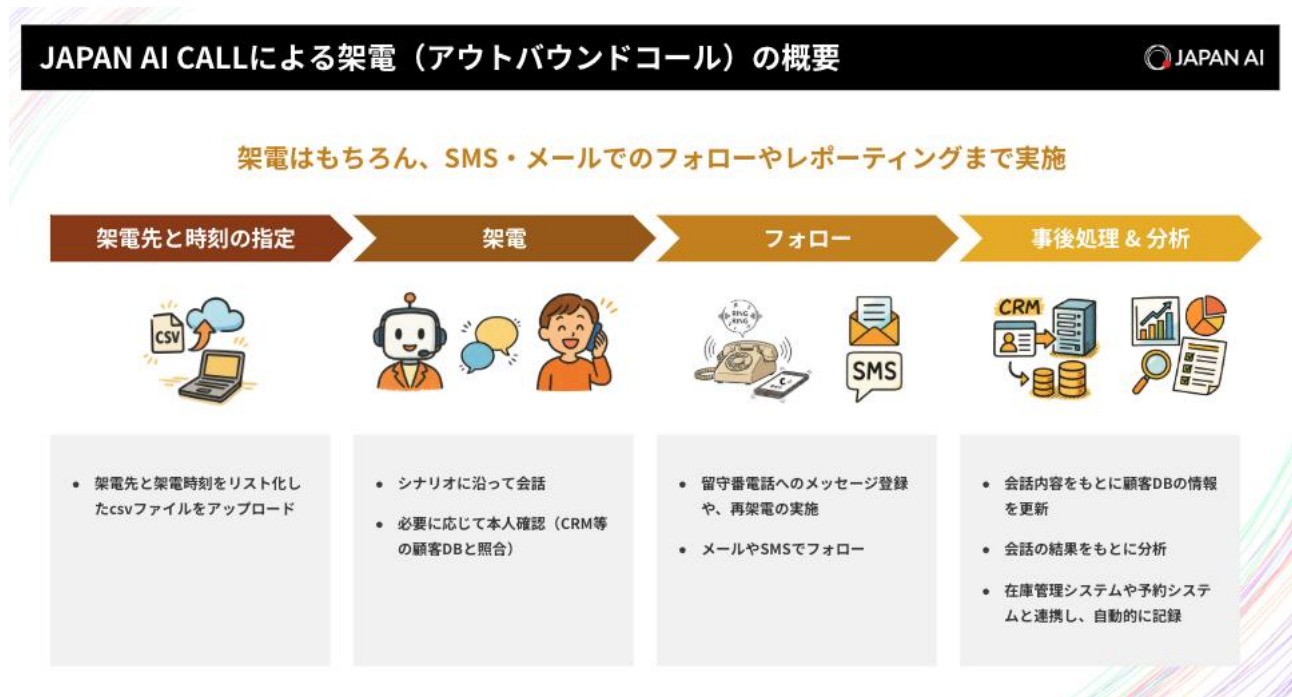 JAPAN AI CALLによる架電（アウトバウンドコール）の概要
JAPAN AI
架電はもちろん、SMS・メールでのフォローやレポーティングまで実施
架電先と時刻の指定
架電
フォロー
事後処理 & 分析
CSV
RING
RING
SMS
CRM
● 架電先と架電時刻をリスト化し
たcsvファイルをアップロード
● シナリオに沿って会話
● 必要に応じて本人確認（CRM等
の顧客DBと照合）
● 留守番電話へのメッセージ登録
や、再架電の実施
● メールやSMSでフォロー
● 会話内容をもとに顧客DBの情報
を更新
● 会話の結果をもとに分析
● 在庫管理システムや予約システ
ムと連携し、自動的に記録